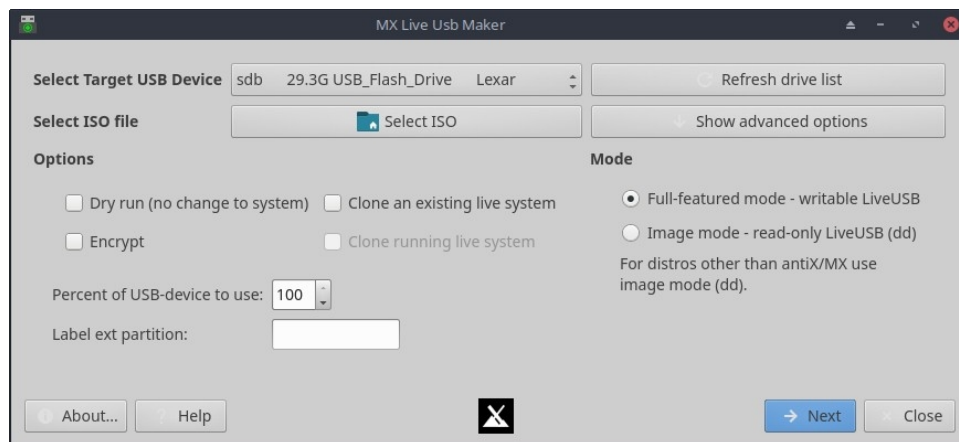 MX Live Usb Maker
Select Target USB Device sdb 29.3G USB_Flash_Drive Lexar Refresh drive list
Select ISO file Select ISO Show advanced options
Options Mode
Dry run (no change to system) Clone an existing live system Full-featured mode - writable LiveUSB
Encrypt Clone running live system Image mode - read-only LiveUSB (dd)
For distros other than antiX/MX use
image mode (dd).
Percent of USB-device to use: 100
Label ext partition:
About... Help Next Close